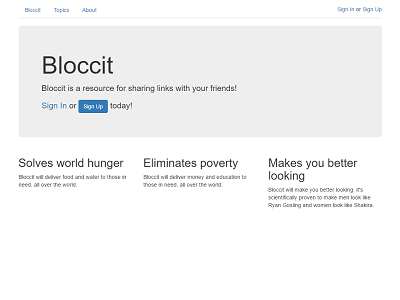 Bloccit Topics About Sign In or Sign Up
Bloccit
Bloccit is a resource for sharing links with your friends!
Sign In or Sign Up today!
Solves world hunger
Bloccit will deliver food and water to those in
need, all over the world.
Eliminates poverty
Bloccit will deliver money and education to
those in need, all over the world.
Makes you better
looking
Bloccit will make you better looking: it's
scientifically proven to make men look like
Ryan Gosling and women look like Shakira.